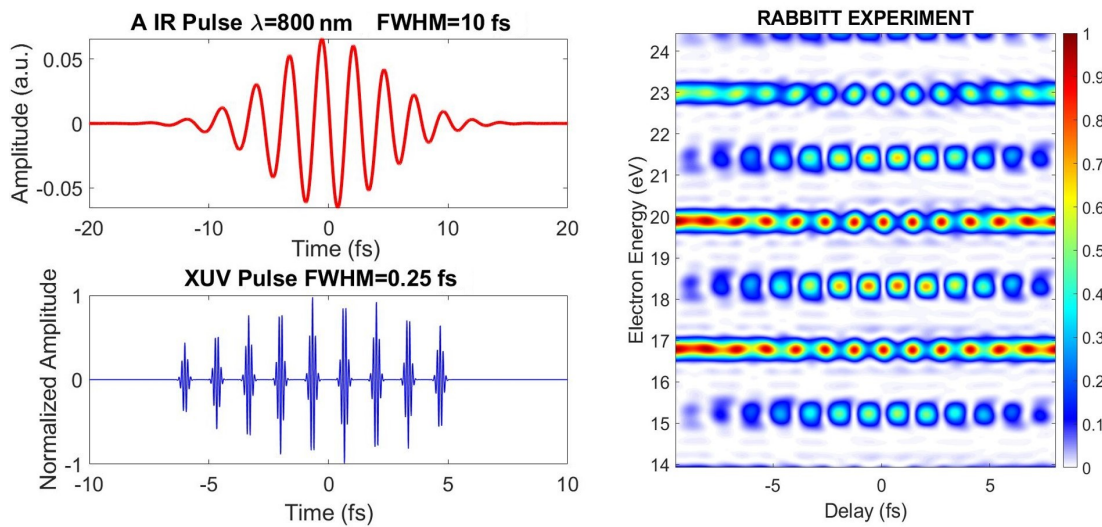 A IR Pulse λ=800 nm FWHM=10 fs
0.05
0
-0.05
Amplitude (a.u.)
-20 -10 0 10 20
Time (fs)
XUV Pulse FWHM=0.25 fs
1
0
-1
Normalized Amplitude
-10 -5 0 5 10
Time (fs)
RABBITT EXPERIMENT
24
23
22
21
20
19
18
17
16
15
14
Electron Energy (eV)
-5 0 5
Delay (fs)
1
0.9
0.8
0.7
0.6
0.5
0.4
0.3
0.2
0.1
0